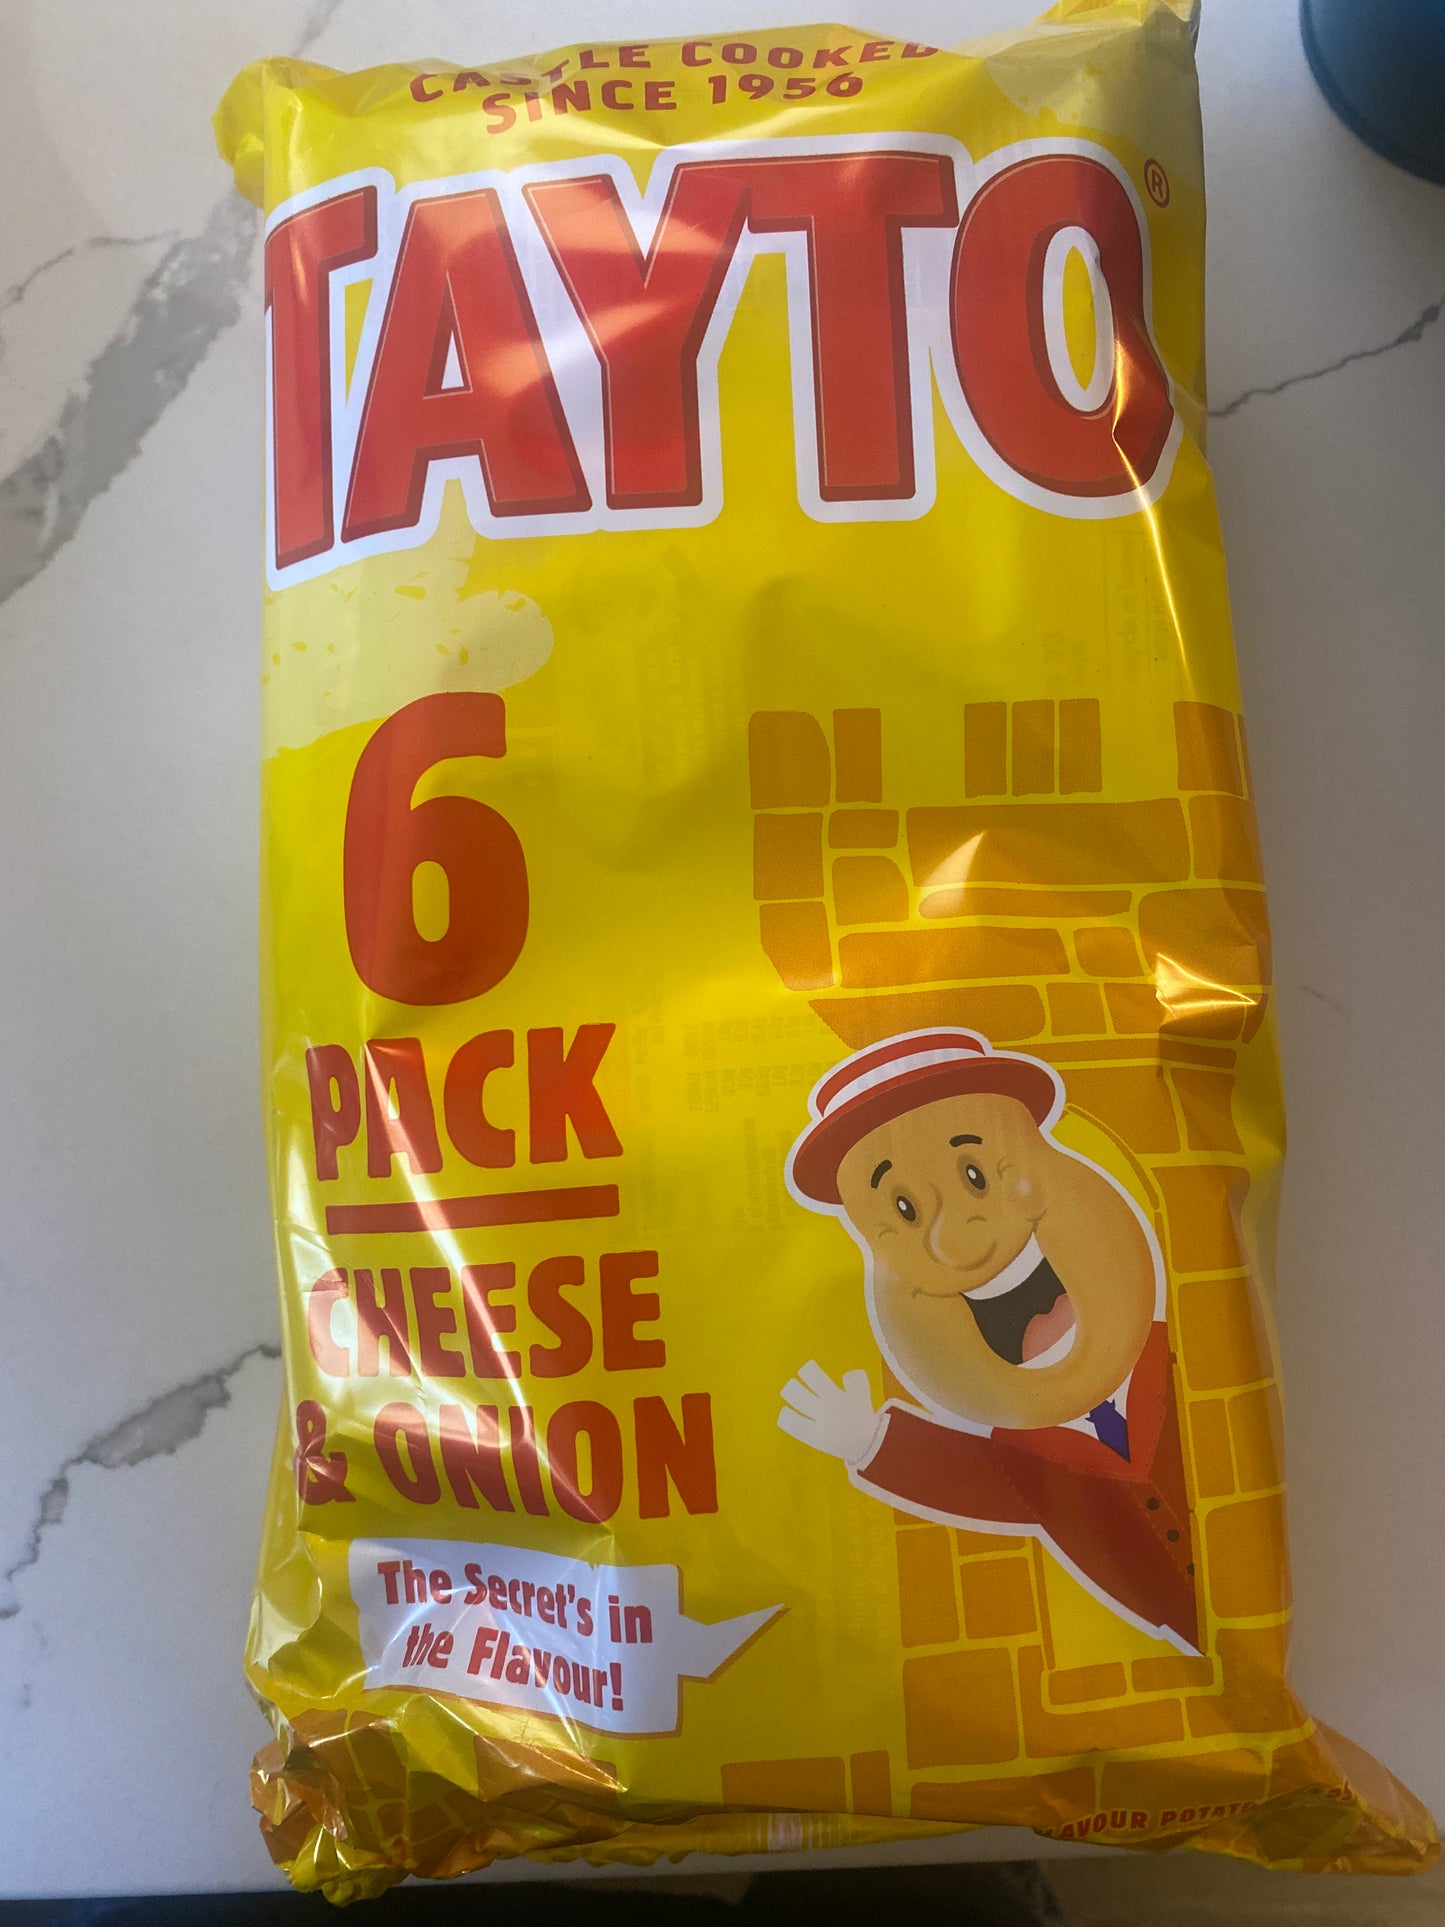 CASTLE COOKED
SINCE 1956
TAYTO®
6
PACK
CHEESE
& ONION
The Secret's in
the Flavour!